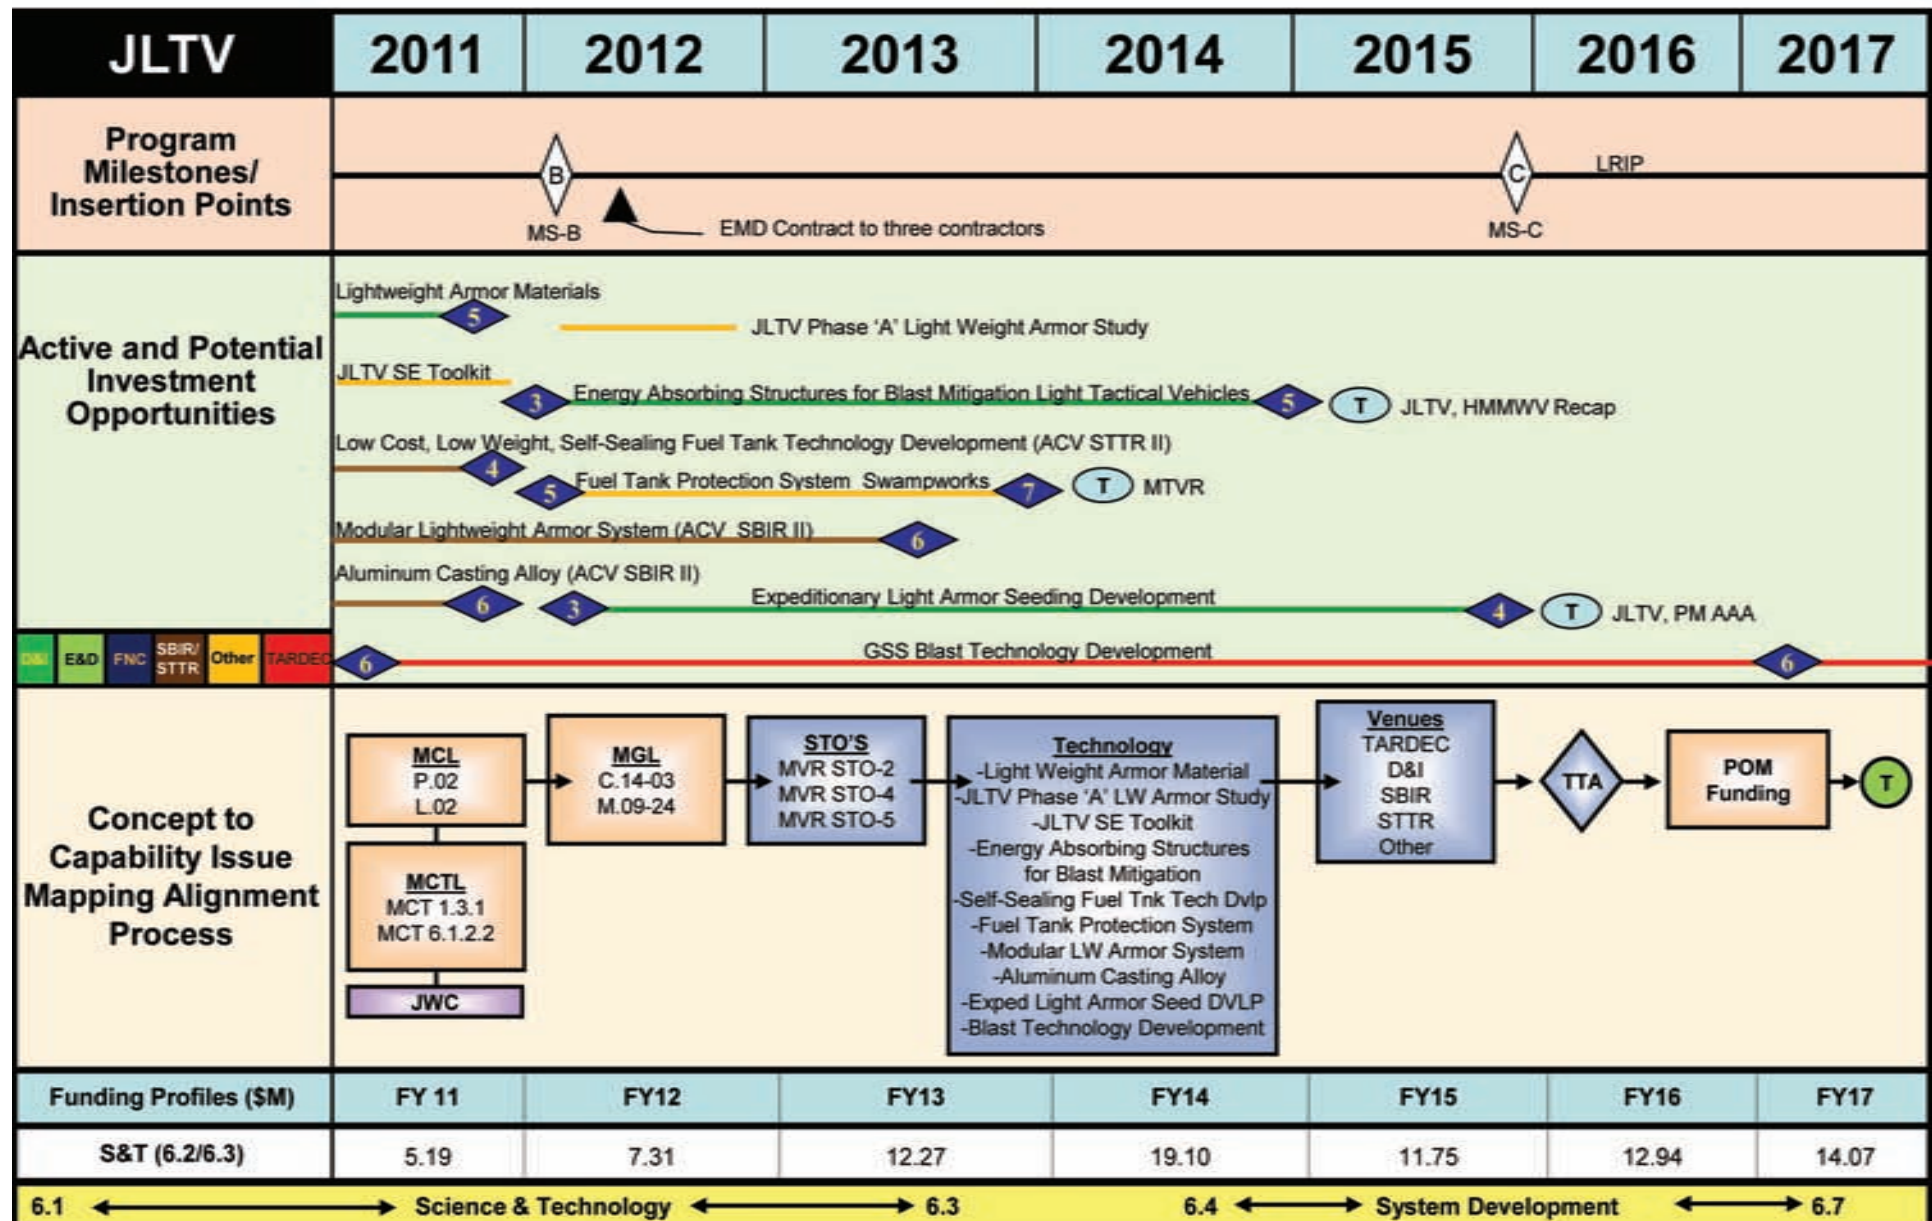 JLTV 2011 2012 2013 2014 2015 2016 2017
Program
Milestones/
Insertion Points
B
MS-B
EMD Contract to three contractors
C
MS-C
LRIP
Active and Potential
Investment
Opportunities
Lightweight Armor Materials
5
JLTV Phase 'A' Light Weight Armor Study
JLTV SE Toolkit
3 Energy Absorbing Structures for Blast Mitigation Light Tactical Vehicles 5 T JLTV, HMMWV Recap
Low Cost, Low Weight, Self-Sealing Fuel Tank Technology Development (ACV STTR II)
4
5 Fuel Tank Protection System Swampworks 7 T MTVR
Modular Lightweight Armor System (ACV SBIR II)
6
Aluminum Casting Alloy (ACV SBIR II)
6 3 Expeditionary Light Armor Seeding Development 4 T JLTV, PM AAA
D&I E&D FNC SBIR/
STTR Other TARDEC
6 GSS Blast Technology Development 6
Concept to
Capability Issue
Mapping Alignment
Process
MCL
P.02
L.02
MCTL
MCT 1.3.1
MCT 6.1.2.2
JWC
MGL
C.14-03
M.09-24
STO'S
MVR STO-2
MVR STO-4
MVR STO-5
Technology
-Light Weight Armor Material
-JLTV Phase 'A' LW Armor Study
-JLTV SE Toolkit
-Energy Absorbing Structures
for Blast Mitigation
-Self-Sealing Fuel Tnk Tech Dvlp
-Fuel Tank Protection System
-Modular LW Armor System
-Aluminum Casting Alloy
-Exped Light Armor Seed DVLP
-Blast Technology Development
Venues
TARDEC
D&I
SBIR
STTR
Other
TTA
POM
Funding
T
Funding Profiles ($M) FY 11 FY12 FY13 FY14 FY15 FY16 FY17
S&T (6.2/6.3) 5.19 7.31 12.27 19.10 11.75 12.94 14.07
6.1 Science & Technology 6.3 6.4 System Development 6.7